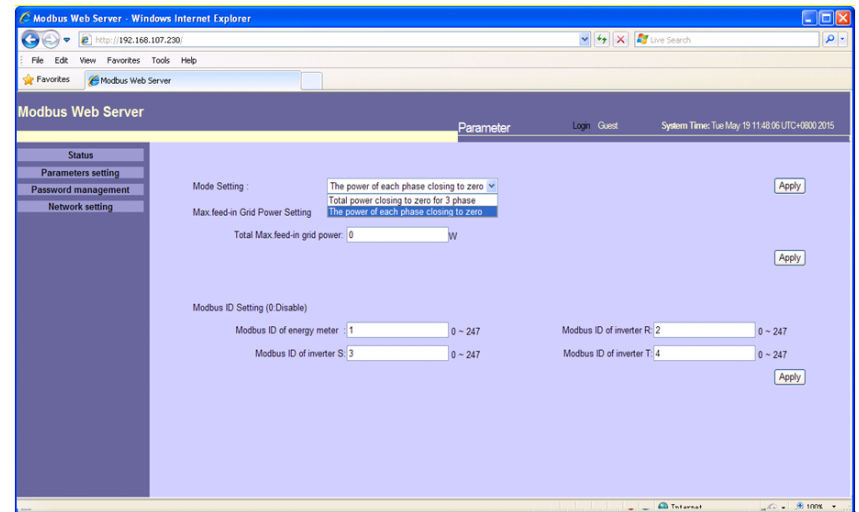 Modbus Web Server - Windows Internet Explorer
http://192.168.107.230/
Live Search
File Edit View Favorites Tools Help
Favorites Modbus Web Server
Modbus Web Server
Parameter Login Guest System Time: Tue May 19 11:48:06 UTC+0800 2015
Status
Parameters setting
Password management
Network setting
Mode Setting : The power of each phase closing to zero Apply
Total power closing to zero for 3 phase
Max.feed-in Grid Power Setting The power of each phase closing to zero
Total Max.feed-in grid power: 0 W
Apply
Modbus ID Setting (0:Disable)
Modbus ID of energy meter : 1 0 ~ 247 Modbus ID of inverter R: 2 0 ~ 247
Modbus ID of inverter S: 3 0 ~ 247 Modbus ID of inverter T: 4 0 ~ 247
Apply
Internet 100%